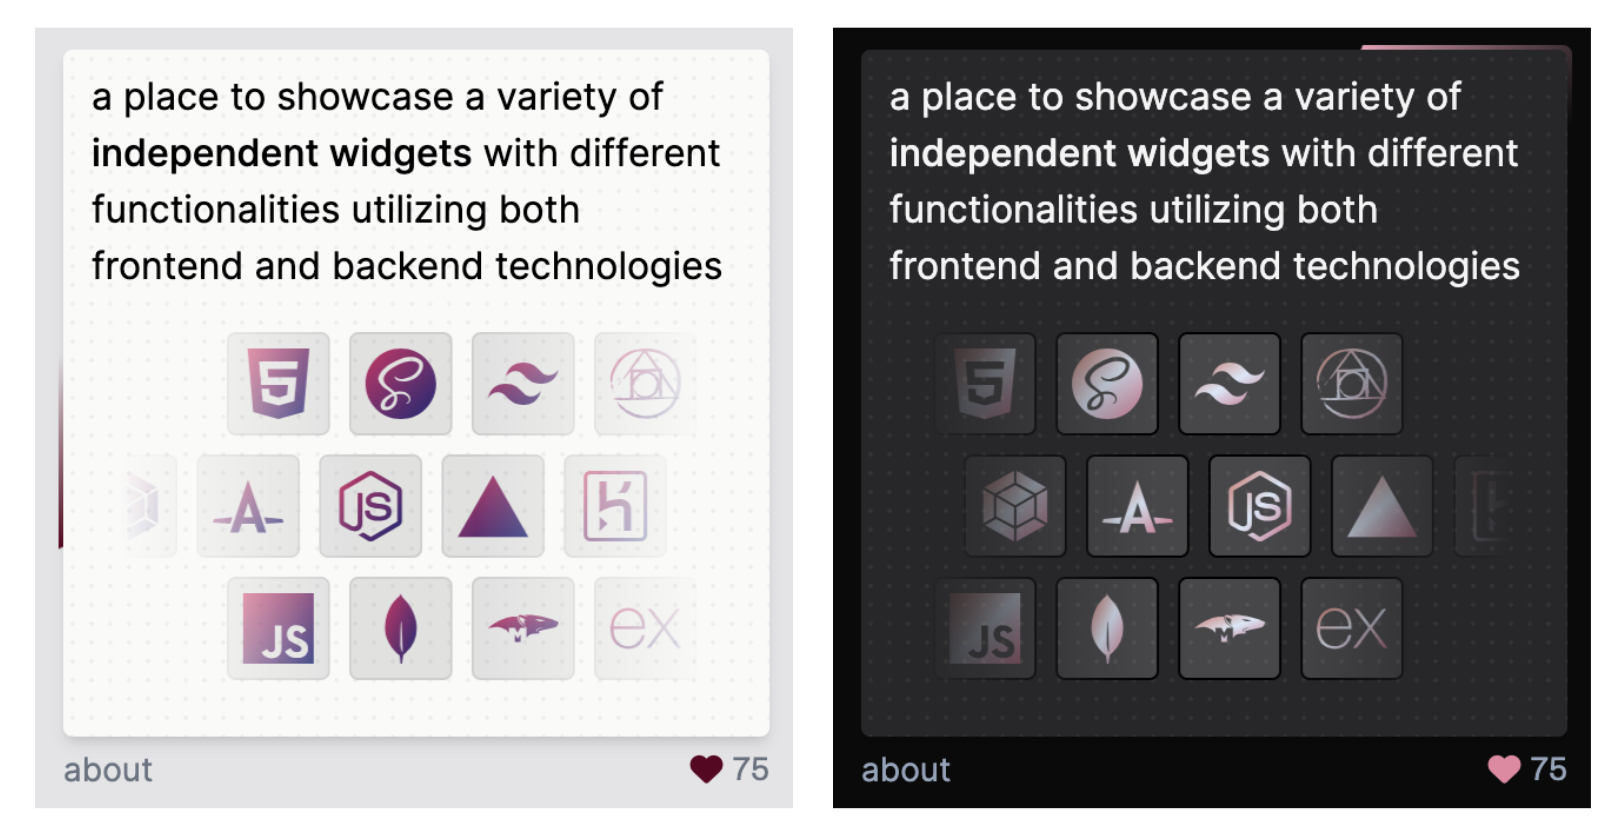 a place to showcase a variety of
independent widgets with different
functionalities utilizing both
frontend and backend technologies
5
A
JS
JS
M
ex
about
75
a place to showcase a variety of
independent widgets with different
functionalities utilizing both
frontend and backend technologies
5
A
JS
JS
M
ex
about
75